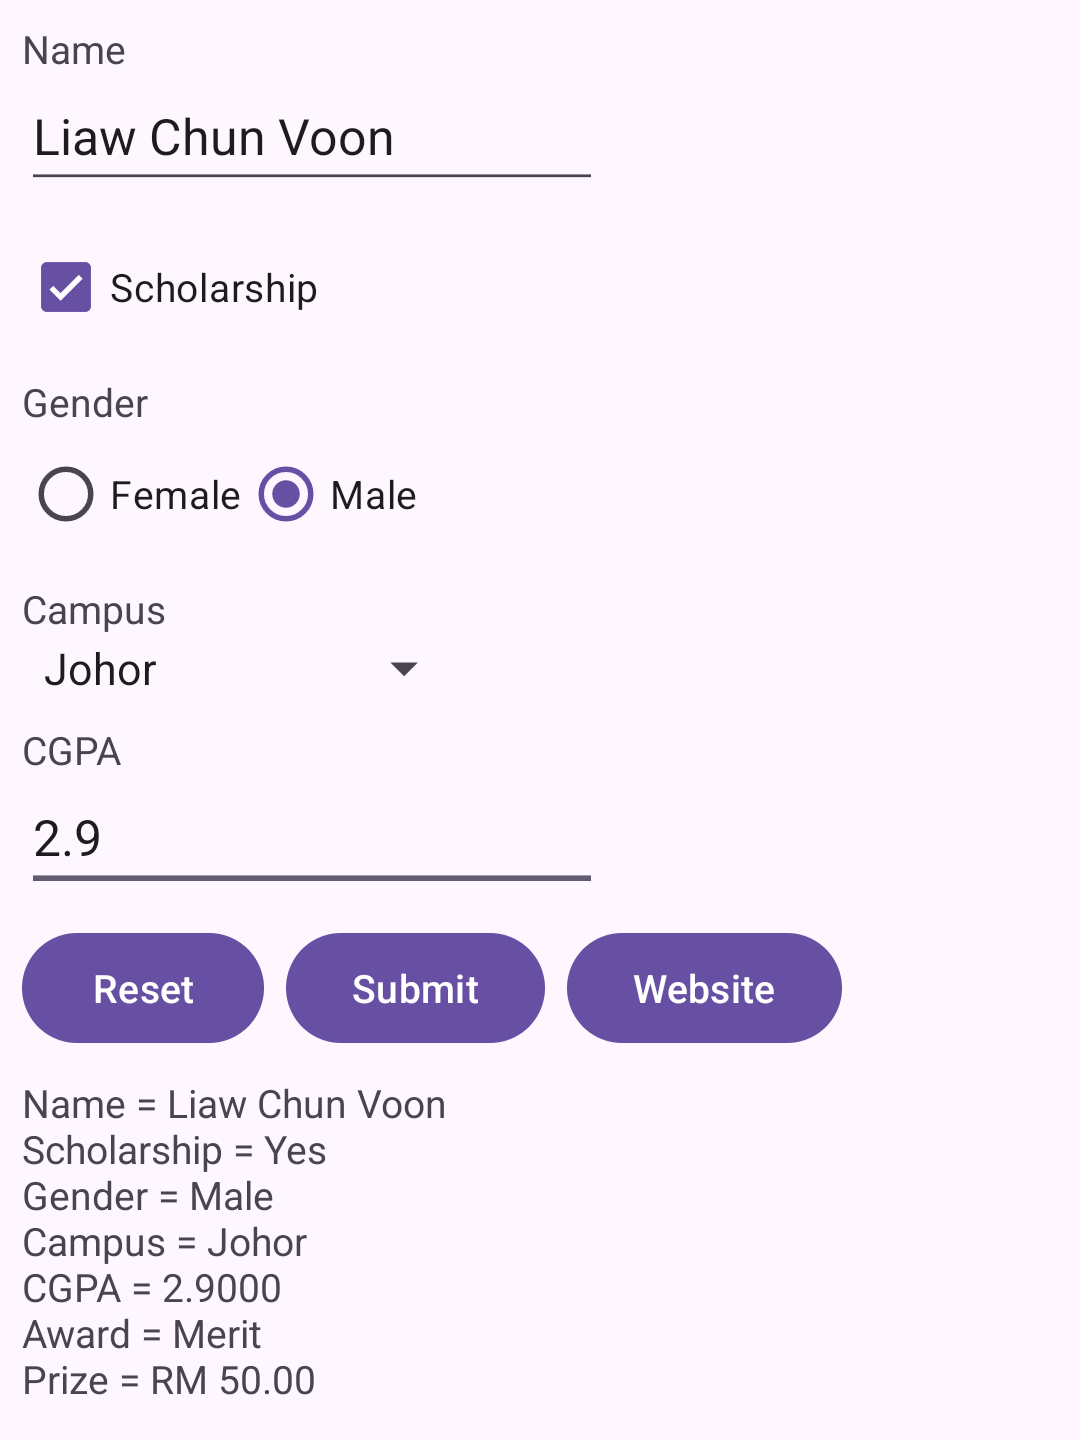 Name
Liaw Chun Voon
Scholarship
Gender
Female Male
Campus
Johor
CGPA
2.9
Reset Submit Website
Name = Liaw Chun Voon
Scholarship = Yes
Gender = Male
Campus = Johor
CGPA = 2.9000
Award = Merit
Prize = RM 50.00